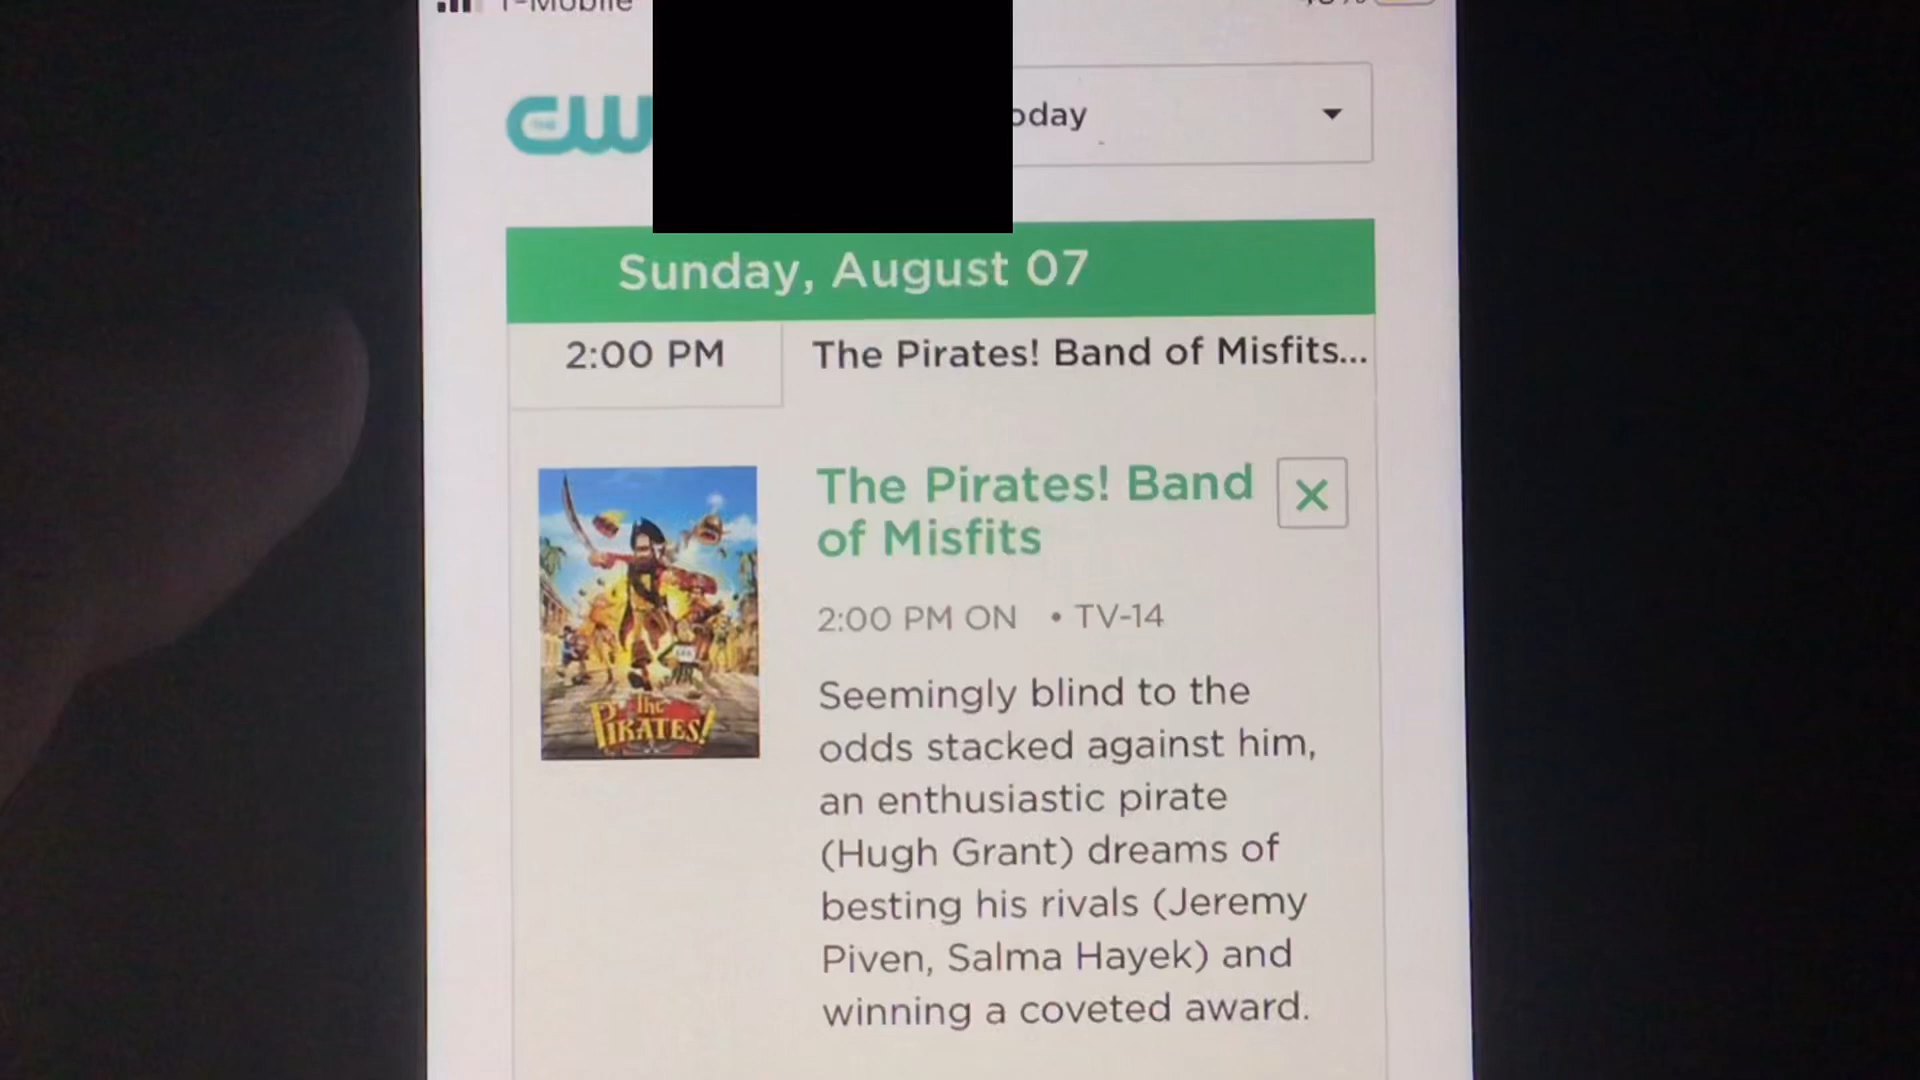 T-Mobile
CW
oday
Sunday, August 07
2:00 PM
The Pirates! Band of Misfits...
The Pirates! Band
of Misfits
2:00 PM ON • TV-14
Seemingly blind to the
odds stacked against him,
an enthusiastic pirate
(Hugh Grant) dreams of
besting his rivals (Jeremy
Piven, Salma Hayek) and
winning a coveted award.
The
PIRATES!